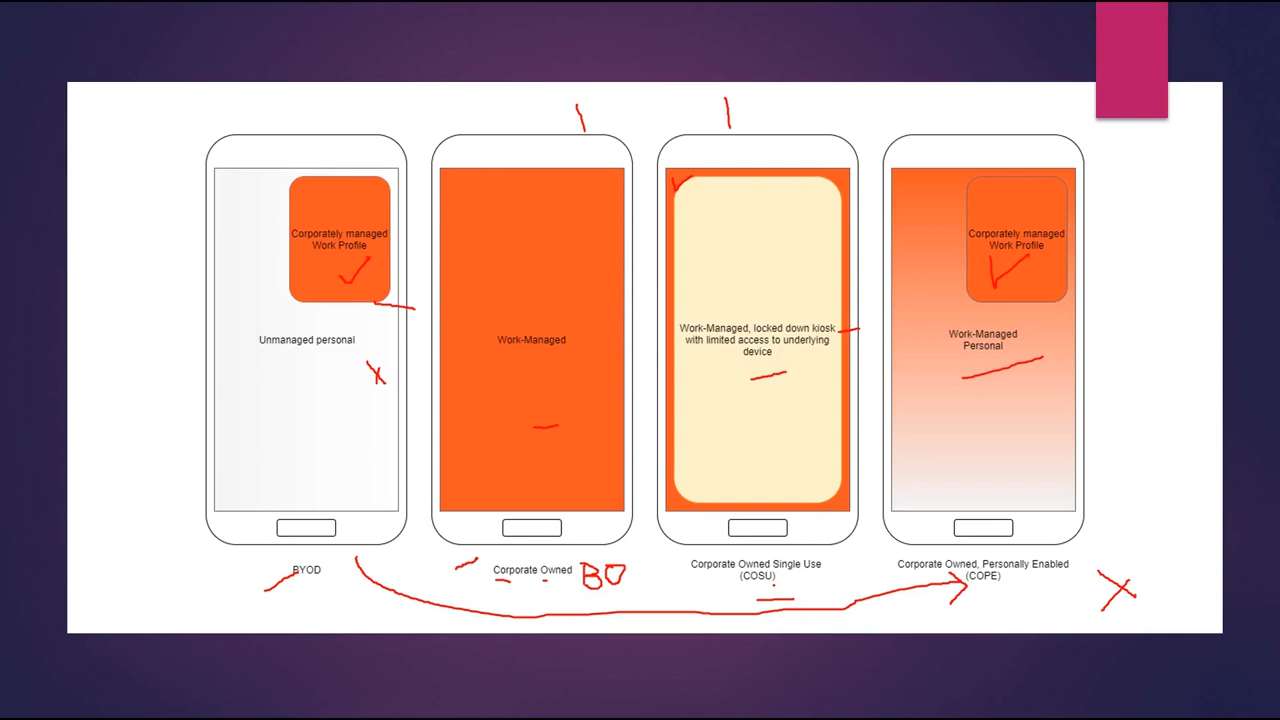 Corporately managed
Work Profile
Unmanaged personal
BYOD
Work-Managed
Corporate Owned
BO
Work-Managed, locked down kiosk
with limited access to underlying
device
Corporate Owned Single Use
(COSU)
Corporately managed
Work Profile
Work-Managed
Personal
Corporate Owned, Personally Enabled
(COPE)